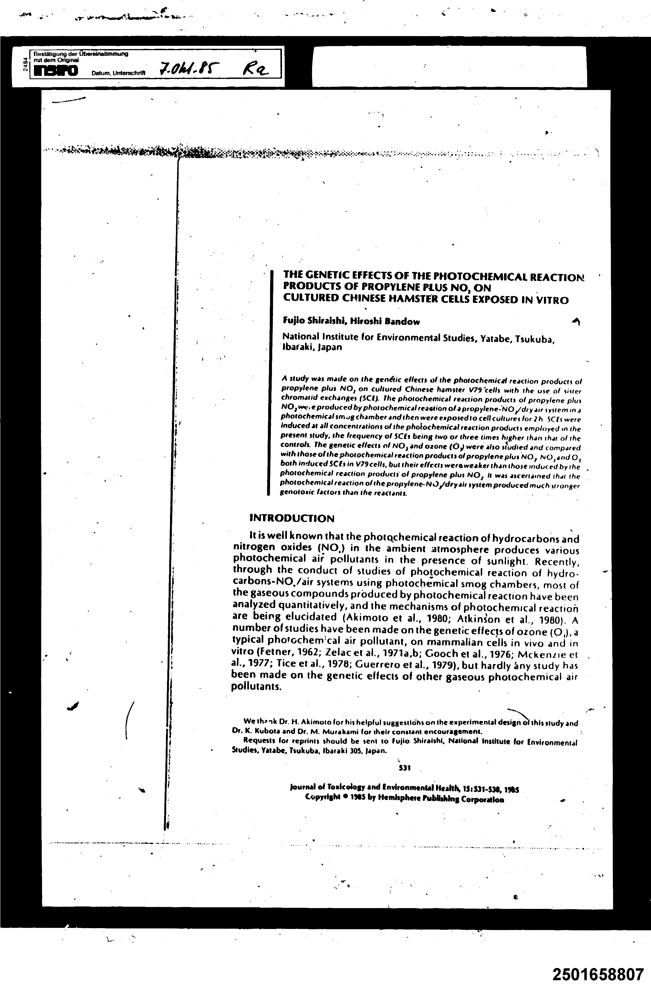 Bestätigung der Übereinstimmung
mit dem Original
2484
INBIFO Datum, Unterschrift 7.Okt.85 Ra
THE GENETIC EFFECTS OF THE PHOTOCHEMICAL REACTION
PRODUCTS OF PROPYLENE PLUS NO₂ ON
CULTURED CHINESE HAMSTER CELLS EXPOSED IN VITRO
Fujio Shiraishi, Hiroshi Bandow
National Institute for Environmental Studies, Yatabe, Tsukuba,
Ibaraki, Japan
A study was made on the genetic effects of the photochemical reaction products of
propylene plus NO₂ on cultured Chinese hamster V79 cells with the use of sister
chromatid exchanges (SCE). The photochemical reaction products of propylene plus
NO₂ were produced by photochemical reaction of a propylene-NO₂/dry air system in a
photochemical smog chamber and then were exposed to cell cultures for 2 h. SCEs were
induced at all concentrations of the photochemical reaction products employed in the
present study, the frequency of SCEs being two or three times higher than that of the
controls. The genetic effects of NO₂ and ozone (O₃) were also studied and compared
with those of the photochemical reaction products of propylene plus NO₂. NO₂ and O₃
both induced SCEs in V79 cells, but their effects were weaker than those induced by the
photochemical reaction products of propylene plus NO₂. It was ascertained that the
photochemical reaction of the propylene-NO₂/dry air system produced much stronger
genotoxic factors than the reactants.
INTRODUCTION
It is well known that the photochemical reaction of hydrocarbons and
nitrogen oxides (NOₓ) in the ambient atmosphere produces various
photochemical air pollutants in the presence of sunlight. Recently,
through the conduct of studies of photochemical reaction of hydro-
carbons-NOₓ/air systems using photochemical smog chambers, most of
the gaseous compounds produced by photochemical reaction have been
analyzed quantitatively, and the mechanisms of photochemical reaction
are being elucidated (Akimoto et al., 1980; Atkinson et al., 1980). A
number of studies have been made on the genetic effects of ozone (O₃), a
typical photochemical air pollutant, on mammalian cells in vivo and in
vitro (Fetner, 1962; Zelac et al., 1971a,b; Gooch et al., 1976; Mckenzie et
al., 1977; Tice et al., 1978; Guerrero et al., 1979), but hardly any study has
been made on the genetic effects of other gaseous photochemical air
pollutants.
We thank Dr. H. Akimoto for his helpful suggestions on the experimental design of this study and
Dr. K. Kubota and Dr. M. Murakami for their constant encouragement.
Requests for reprints should be sent to Fujio Shiraishi, National Institute for Environmental
Studies, Yatabe, Tsukuba, Ibaraki 305, Japan.
531
Journal of Toxicology and Environmental Health, 15:531-538, 1985
Copyright © 1985 by Hemisphere Publishing Corporation
2501658807